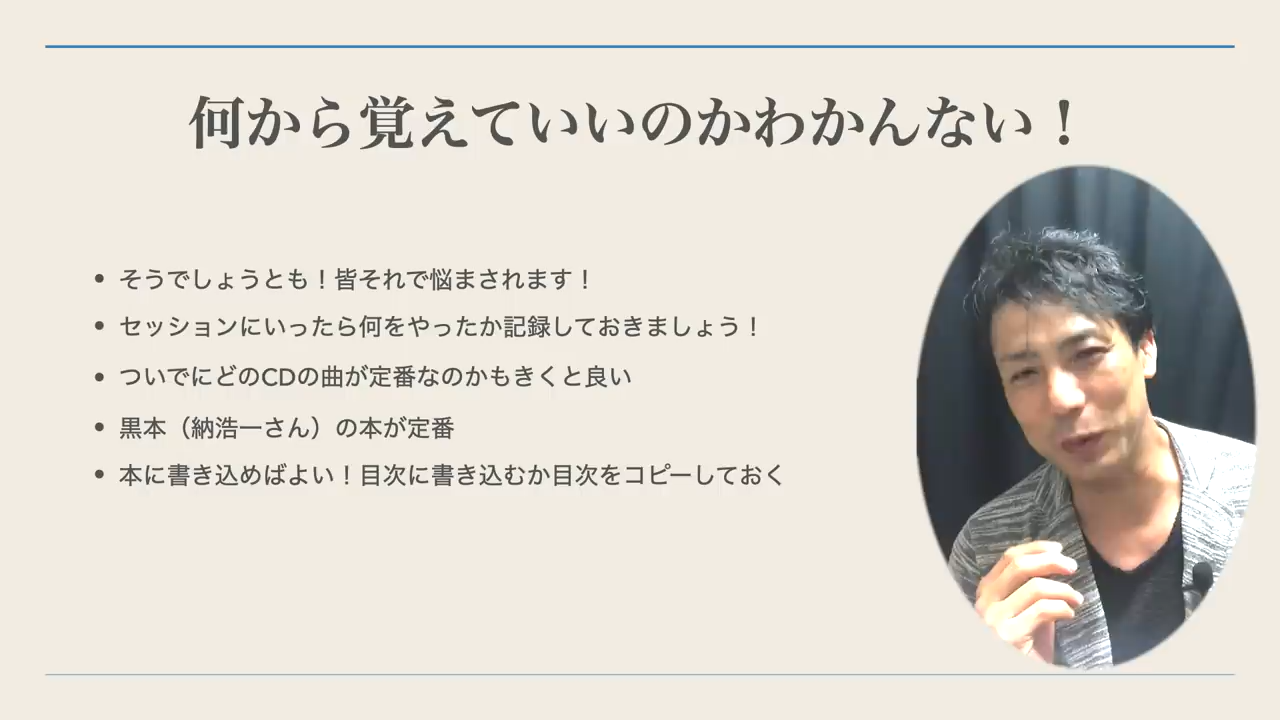 何から覚えていいのかわかんない！
• そうでしょうとも！皆それで悩まされます！
• セッションにいったら何をやったか記録しておきましょう！
• ついでにどのCDの曲が定番なのかもきくと良い
• 黒本（納浩一さん）の本が定番
• 本に書き込めばよい！目次に書き込むか目次をコピーしておく